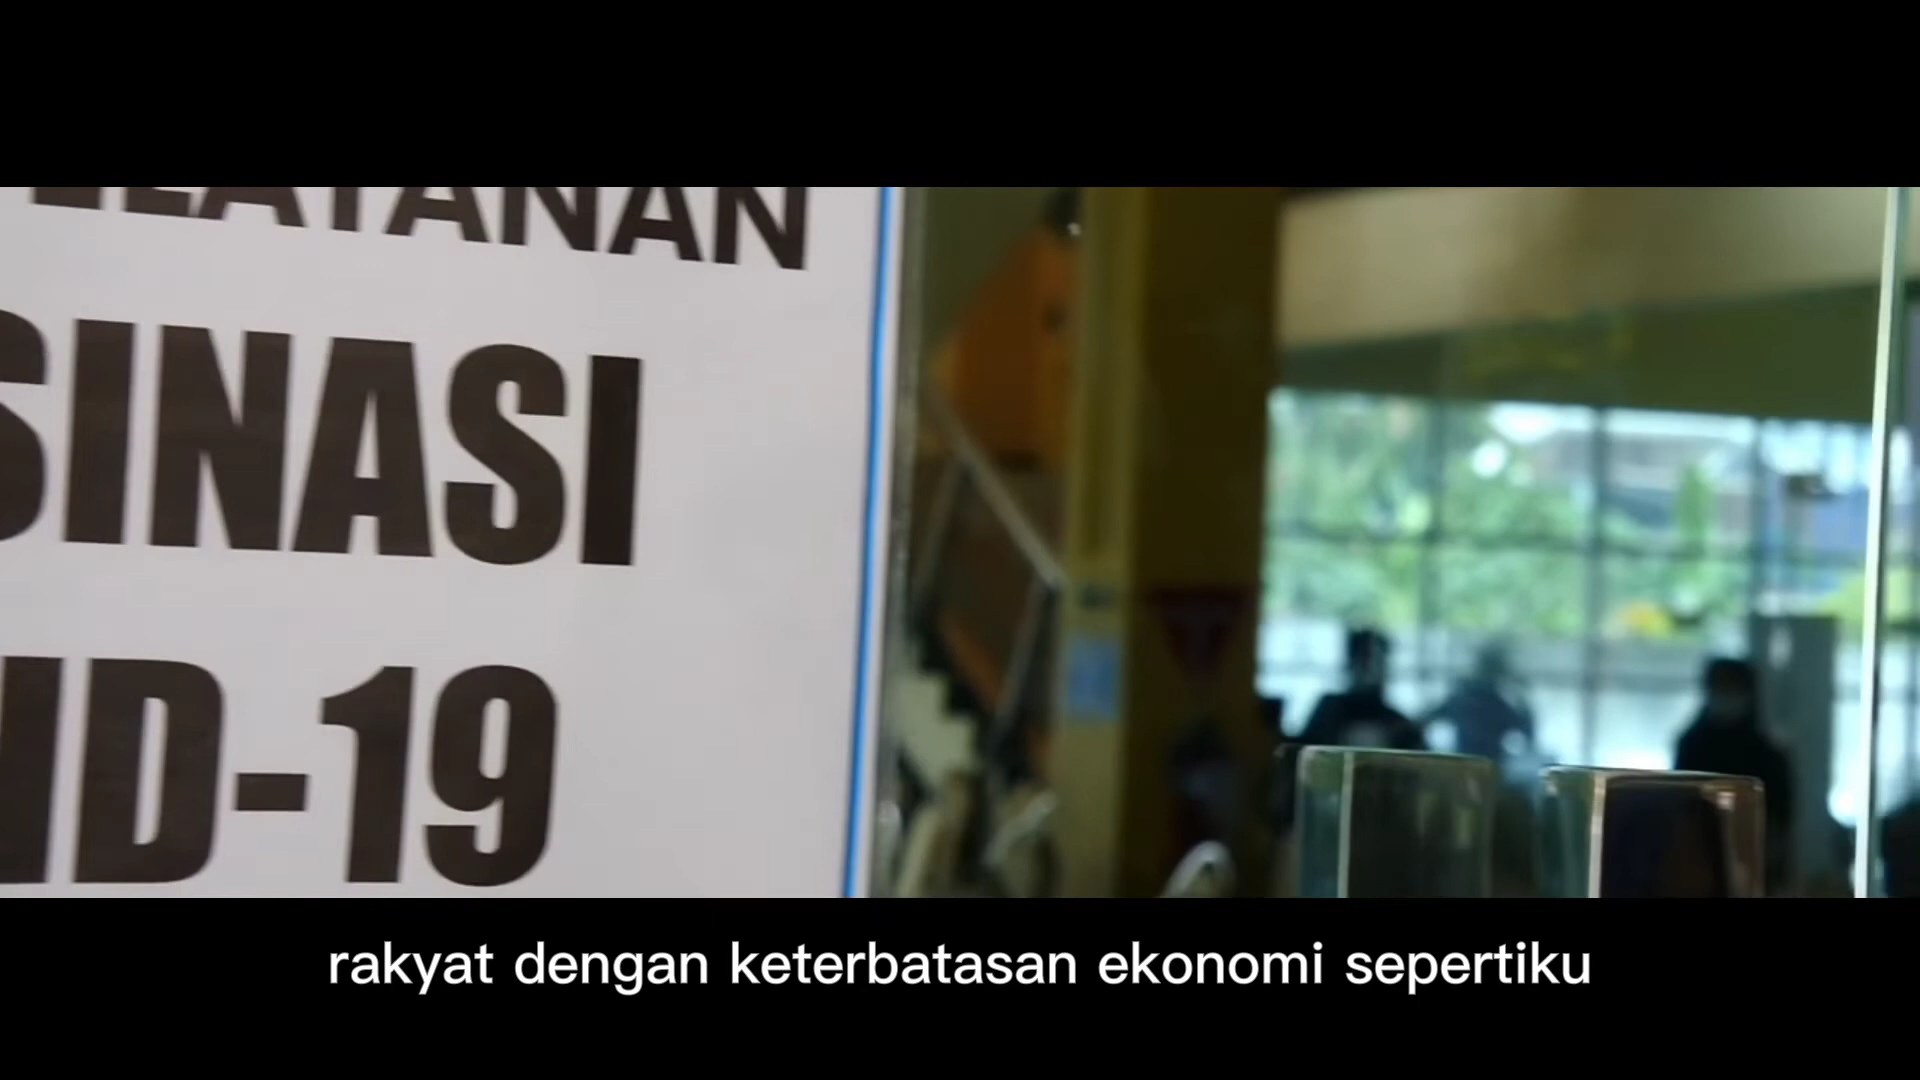 SINASI
ID-19
rakyat dengan keterbatasan ekonomi sepertiku